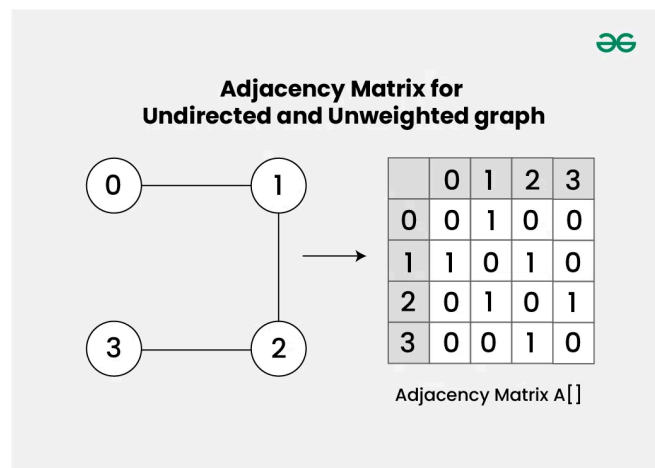 Adjacency Matrix for
Undirected and Unweighted graph
0 1
3 2
0 1 2 3
0 0 1 0 0
1 1 0 1 0
2 0 1 0 1
3 0 0 1 0
Adjacency Matrix A[]